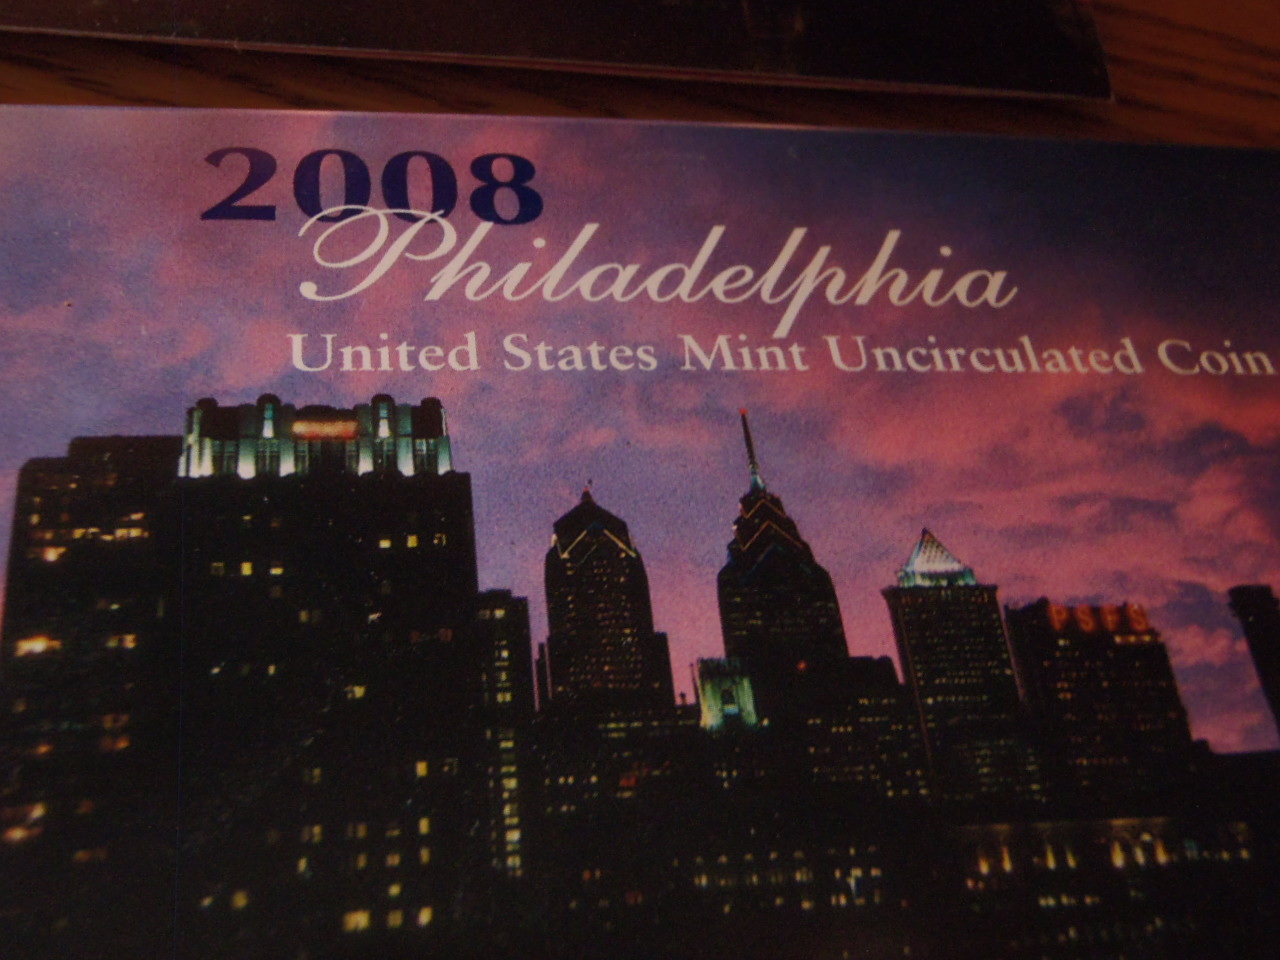 2008
Philadelphia
United States Mint Uncirculated Coin
PSFS